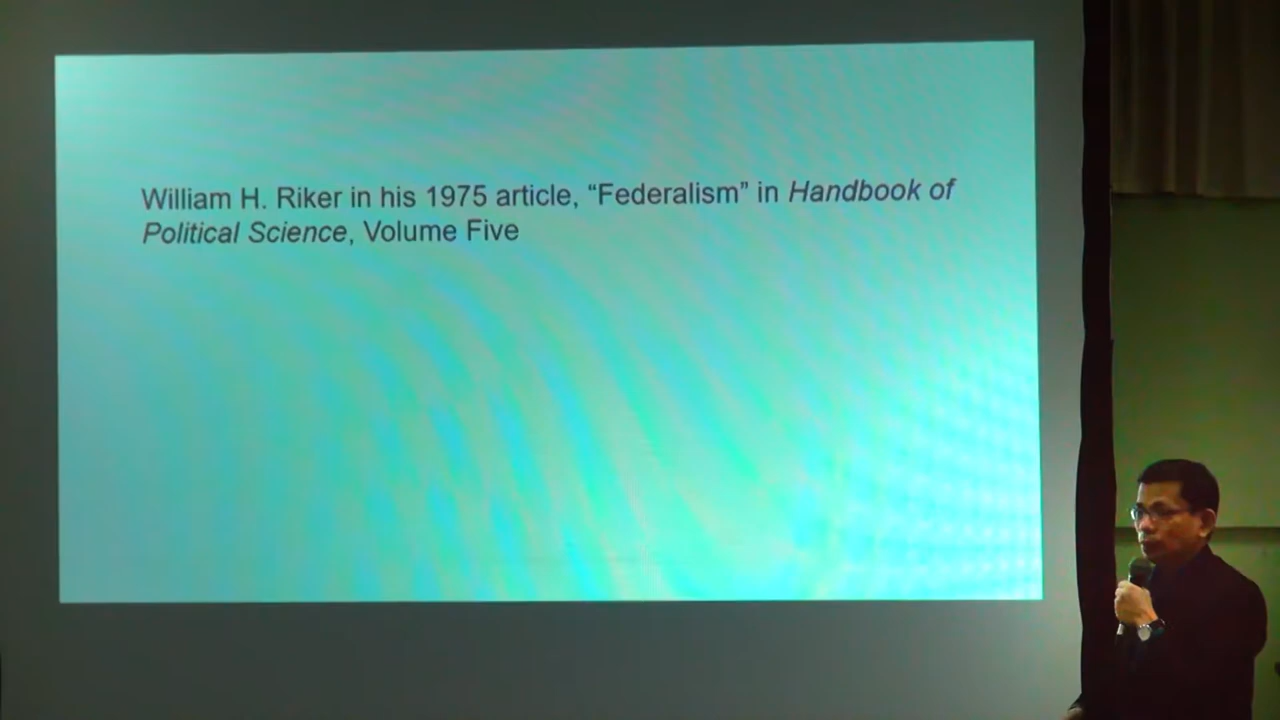 William H. Riker in his 1975 article, “Federalism” in Handbook of
Political Science, Volume Five